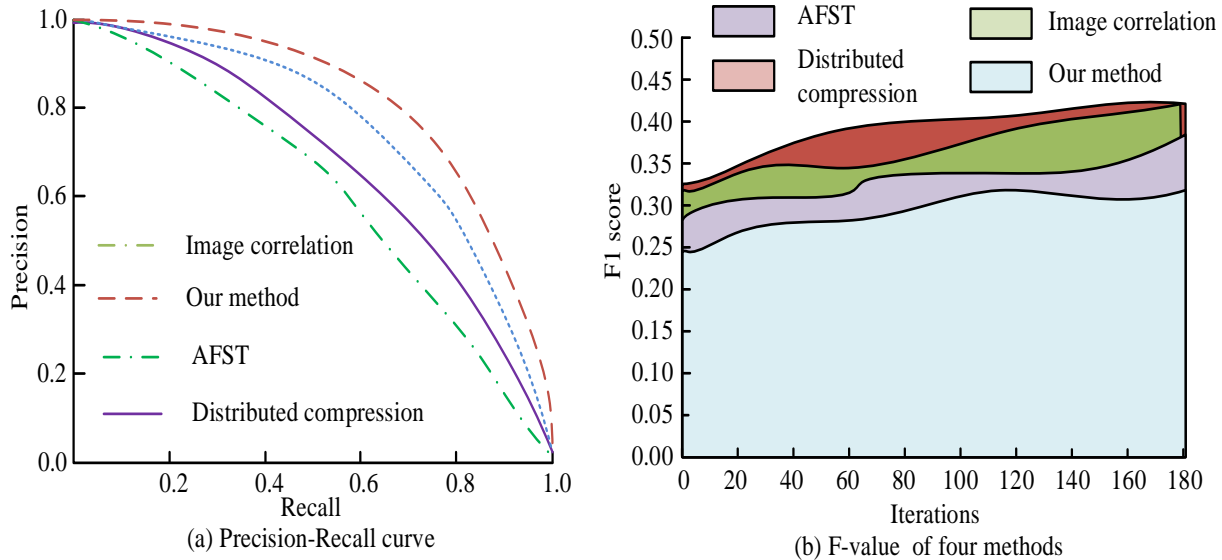 1.0
0.8
0.6
0.4
0.2
0.0
Precision
Image correlation
Our method
AFST
Distributed compression
0.2 0.4 0.6 0.8 1.0
Recall
(a) Precision-Recall curve
AFST
Image correlation
Distributed
compression
Our method
0.50
0.45
0.40
0.35
0.30
0.25
0.20
0.15
0.10
0.05
0.00
F1 score
0 20 40 60 80 100 120 140 160 180
Iterations
(b) F-value of four methods